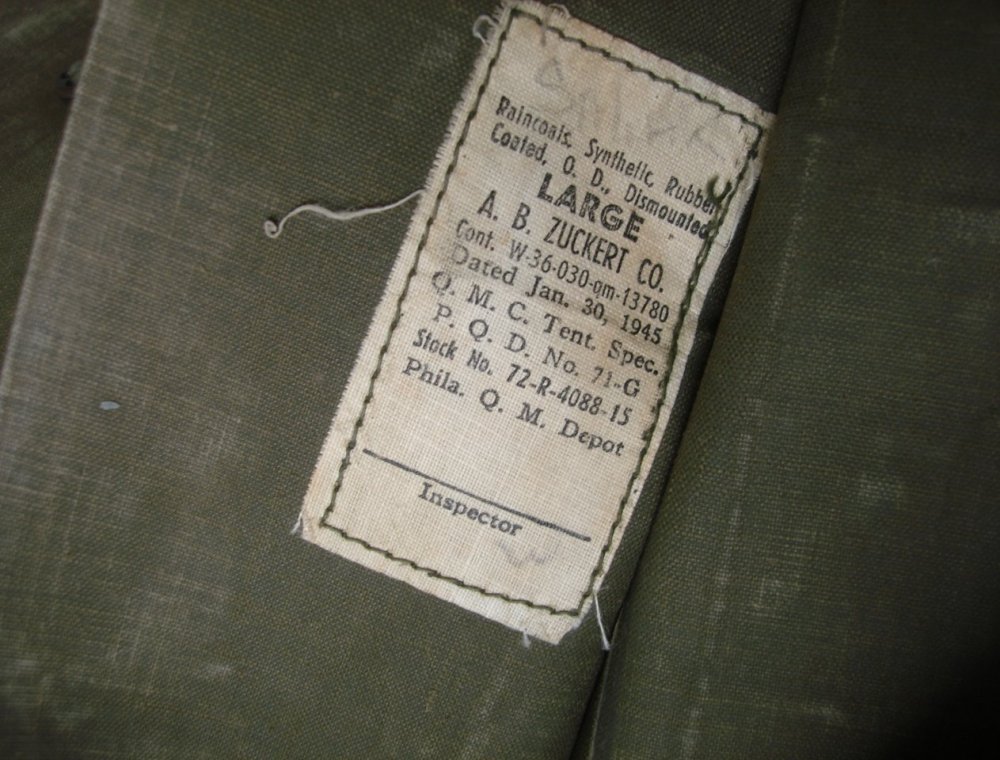 Raincoats, Synthetic, Rubber
Coated, O. D., Dismounted
LARGE
A. B. ZUCKERT CO.
Cont. W-36-030-qm-13780
Dated Jan. 30, 1945
Q. M. C. Tent. Spec.
P. Q. D. No. 71-G
Stock No. 72-R-4088-15
Phila. Q. M. Depot
Inspector